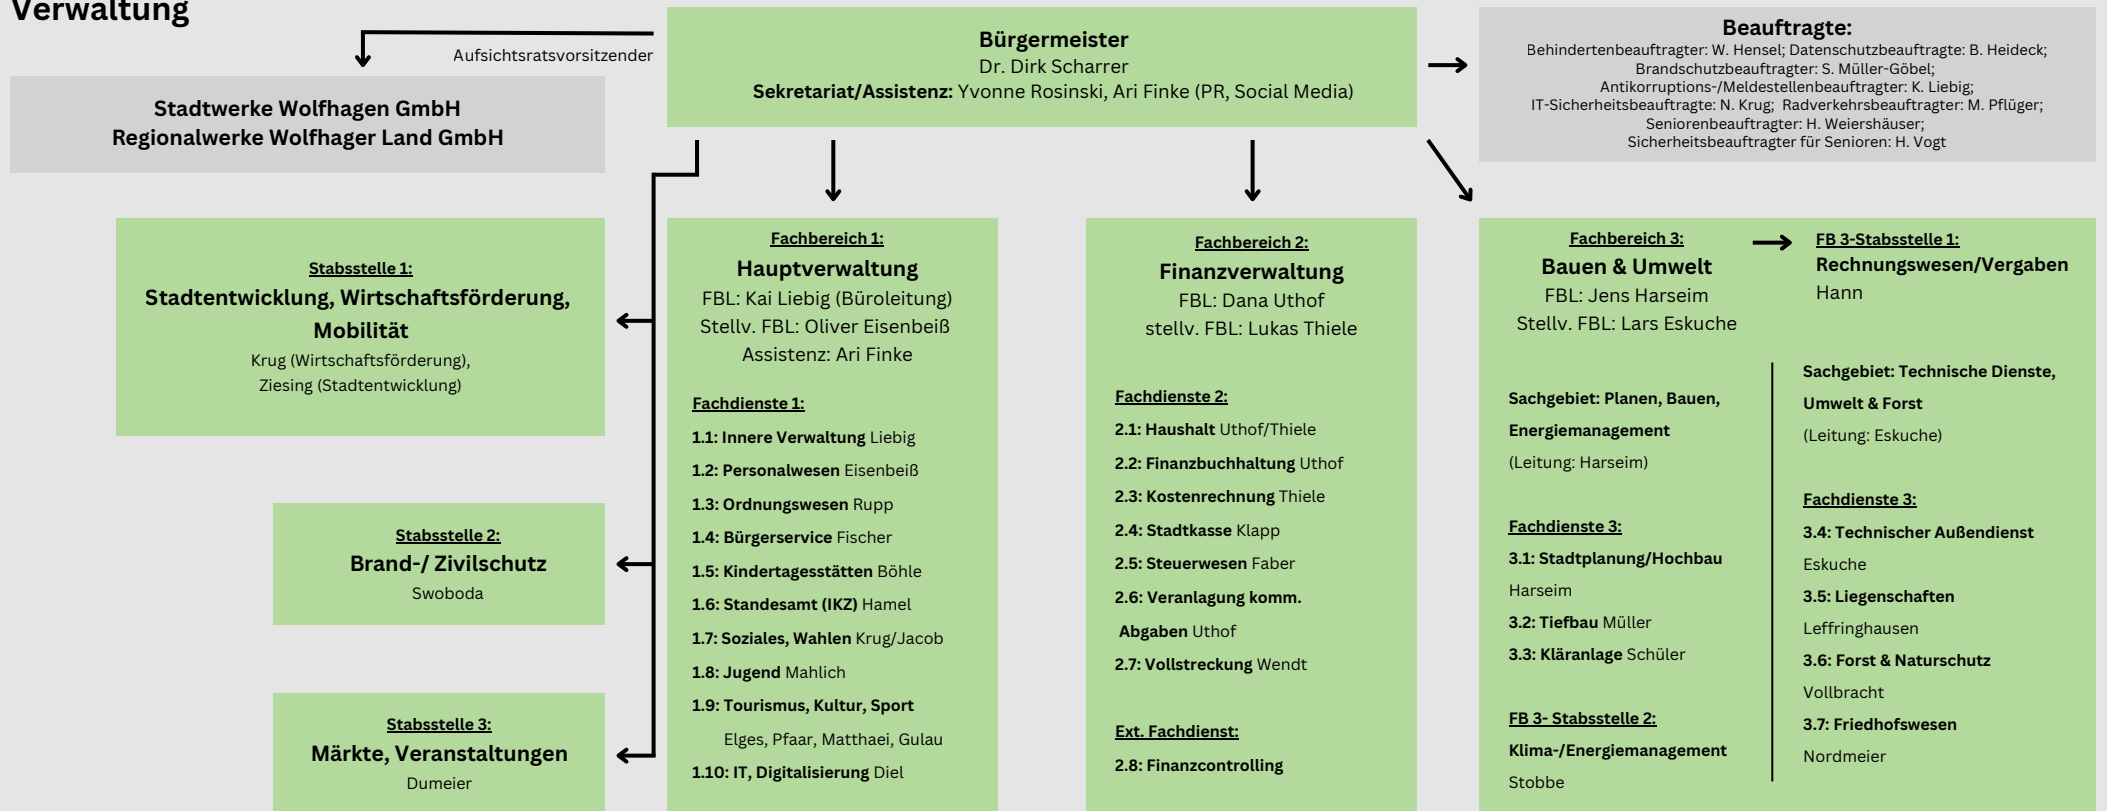 Verwaltung
Aufsichtsratsvorsitzender
Bürgermeister
Dr. Dirk Scharrer
Sekretariat/Assistenz: Yvonne Rosinski, Ari Finke (PR, Social Media)
Beauftragte:
Behindertenbeauftragter: W. Hensel; Datenschutzbeauftragte: B. Heideck;
Brandschutzbeauftragter: S. Müller-Göbel;
Antikorruptions-/Meldestellenbeauftragter: K. Liebig;
IT-Sicherheitsbeauftragte: N. Krug; Radverkehrsbeauftragter: M. Pflüger;
Seniorenbeauftragter: H. Weiershäuser;
Sicherheitsbeauftragter für Senioren: H. Vogt
Stadtwerke Wolfhagen GmbH
Regionalwerke Wolfhager Land GmbH
Stabsstelle 1:
Stadtentwicklung, Wirtschaftsförderung,
Mobilität
Krug (Wirtschaftsförderung),
Ziesing (Stadtentwicklung)
Stabsstelle 2:
Brand-/ Zivilschutz
Swoboda
Stabsstelle 3:
Märkte, Veranstaltungen
Dumeier
Fachbereich 1:
Hauptverwaltung
FBL: Kai Liebig (Büroleitung)
Stellv. FBL: Oliver Eisenbeiß
Assistenz: Ari Finke
Fachdienste 1:
1.1: Innere Verwaltung Liebig
1.2: Personalwesen Eisenbeiß
1.3: Ordnungswesen Rupp
1.4: Bürgerservice Fischer
1.5: Kindertagesstätten Böhle
1.6: Standesamt (IKZ) Hamel
1.7: Soziales, Wahlen Krug/Jacob
1.8: Jugend Mahlich
1.9: Tourismus, Kultur, Sport
Elges, Pfaar, Matthaei, Gulau
1.10: IT, Digitalisierung Diel
Fachbereich 2:
Finanzverwaltung
FBL: Dana Uthof
stellv. FBL: Lukas Thiele
Fachdienste 2:
2.1: Haushalt Uthof/Thiele
2.2: Finanzbuchhaltung Uthof
2.3: Kostenrechnung Thiele
2.4: Stadtkasse Klapp
2.5: Steuerwesen Faber
2.6: Veranlagung komm.
Abgaben Uthof
2.7: Vollstreckung Wendt
Ext. Fachdienst:
2.8: Finanzcontrolling
Fachbereich 3:
Bauen & Umwelt
FBL: Jens Harseim
Stellv. FBL: Lars Eskuche
FB 3-Stabsstelle 1:
Rechnungswesen/Vergaben
Hann
Sachgebiet: Planen, Bauen,
Energiemanagement
(Leitung: Harseim)
Fachdienste 3:
3.1: Stadtplanung/Hochbau
Harseim
3.2: Tiefbau Müller
3.3: Kläranlage Schüler
FB 3- Stabsstelle 2:
Klima-/Energiemanagement
Stobbe
Sachgebiet: Technische Dienste,
Umwelt & Forst
(Leitung: Eskuche)
Fachdienste 3:
3.4: Technischer Außendienst
Eskuche
3.5: Liegenschaften
Leffringhausen
3.6: Forst & Naturschutz
Vollbracht
3.7: Friedhofswesen
Nordmeier